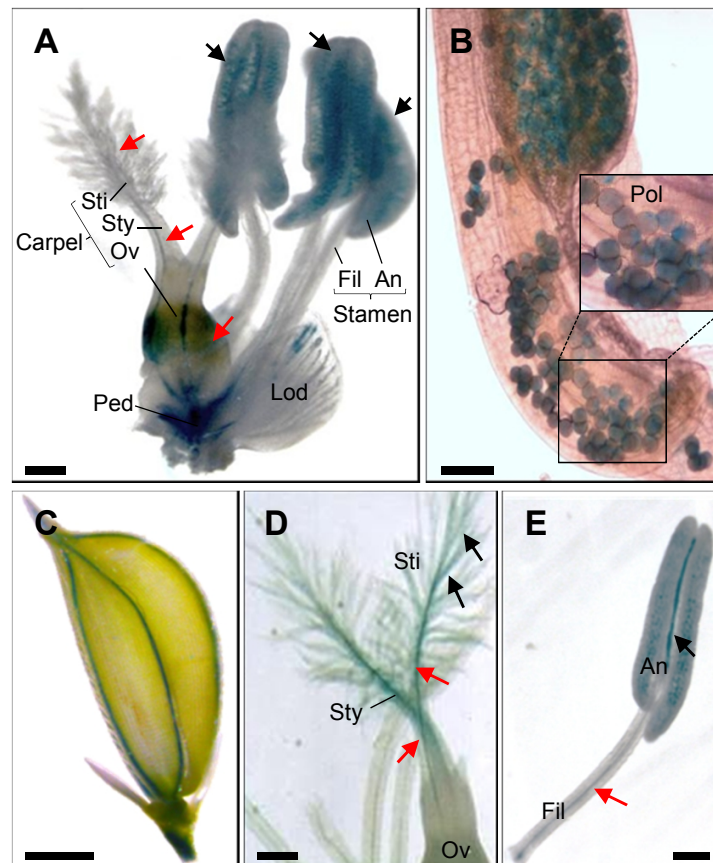 A
B
Sti
Sty
Carpel
Ov
Fil An
Stamen
Ped
Lod
Pol
C
D
Sti
Sty
Ov
E
An
Fil